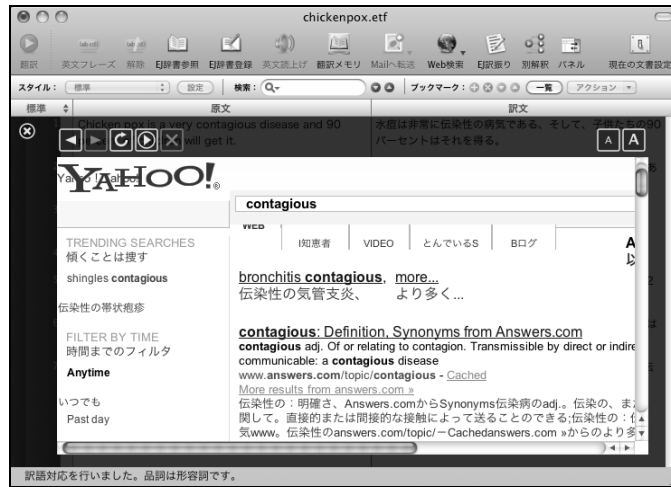 chickenpox.etf
翻訳 英文フレーズ 解除 EJ辞書参照 EJ辞書登録 英文読上げ 翻訳メモリ Mailへ転送 Web検索 EJ訳振り 別解釈 パネル 現在の文書設定
スタイル： 標準 設定 検索： ブックマーク： 一覧 アクション
標準 原文 訳文
Chicken pox is a very contagious disease and 90
will get it.
水痘は非常に伝染性の病気である、そして、子供たちの90
パーセントはそれを得る。
A A
YAHOO!
contagious
WEB I知恵者 VIDEO とんでいるS Bログ
TRENDING SEARCHES
傾くことは捜す
shingles contagious
伝染性の帯状疱疹
FILTER BY TIME
時間までのフィルタ
Anytime
いつでも
Past day
bronchitis contagious, more...
伝染性の気管支炎、 より多く...
contagious: Definition, Synonyms from Answers.com
contagious adj. Of or relating to contagion. Transmissible by direct or indire
communicable: a contagious disease
www.answers.com/topic/contagious - Cached
More results from answers.com »
伝染性の：明確さ、Answers.comからSynonyms伝染病のadj.。伝染の、ま
関して。直接的または間接的な接触によって送ることのできる;伝染性の：
気www。伝染性のanswers.com/topic/－Cachedanswers.com »からのより多
訳語対応を行いました。品詞は形容詞です。